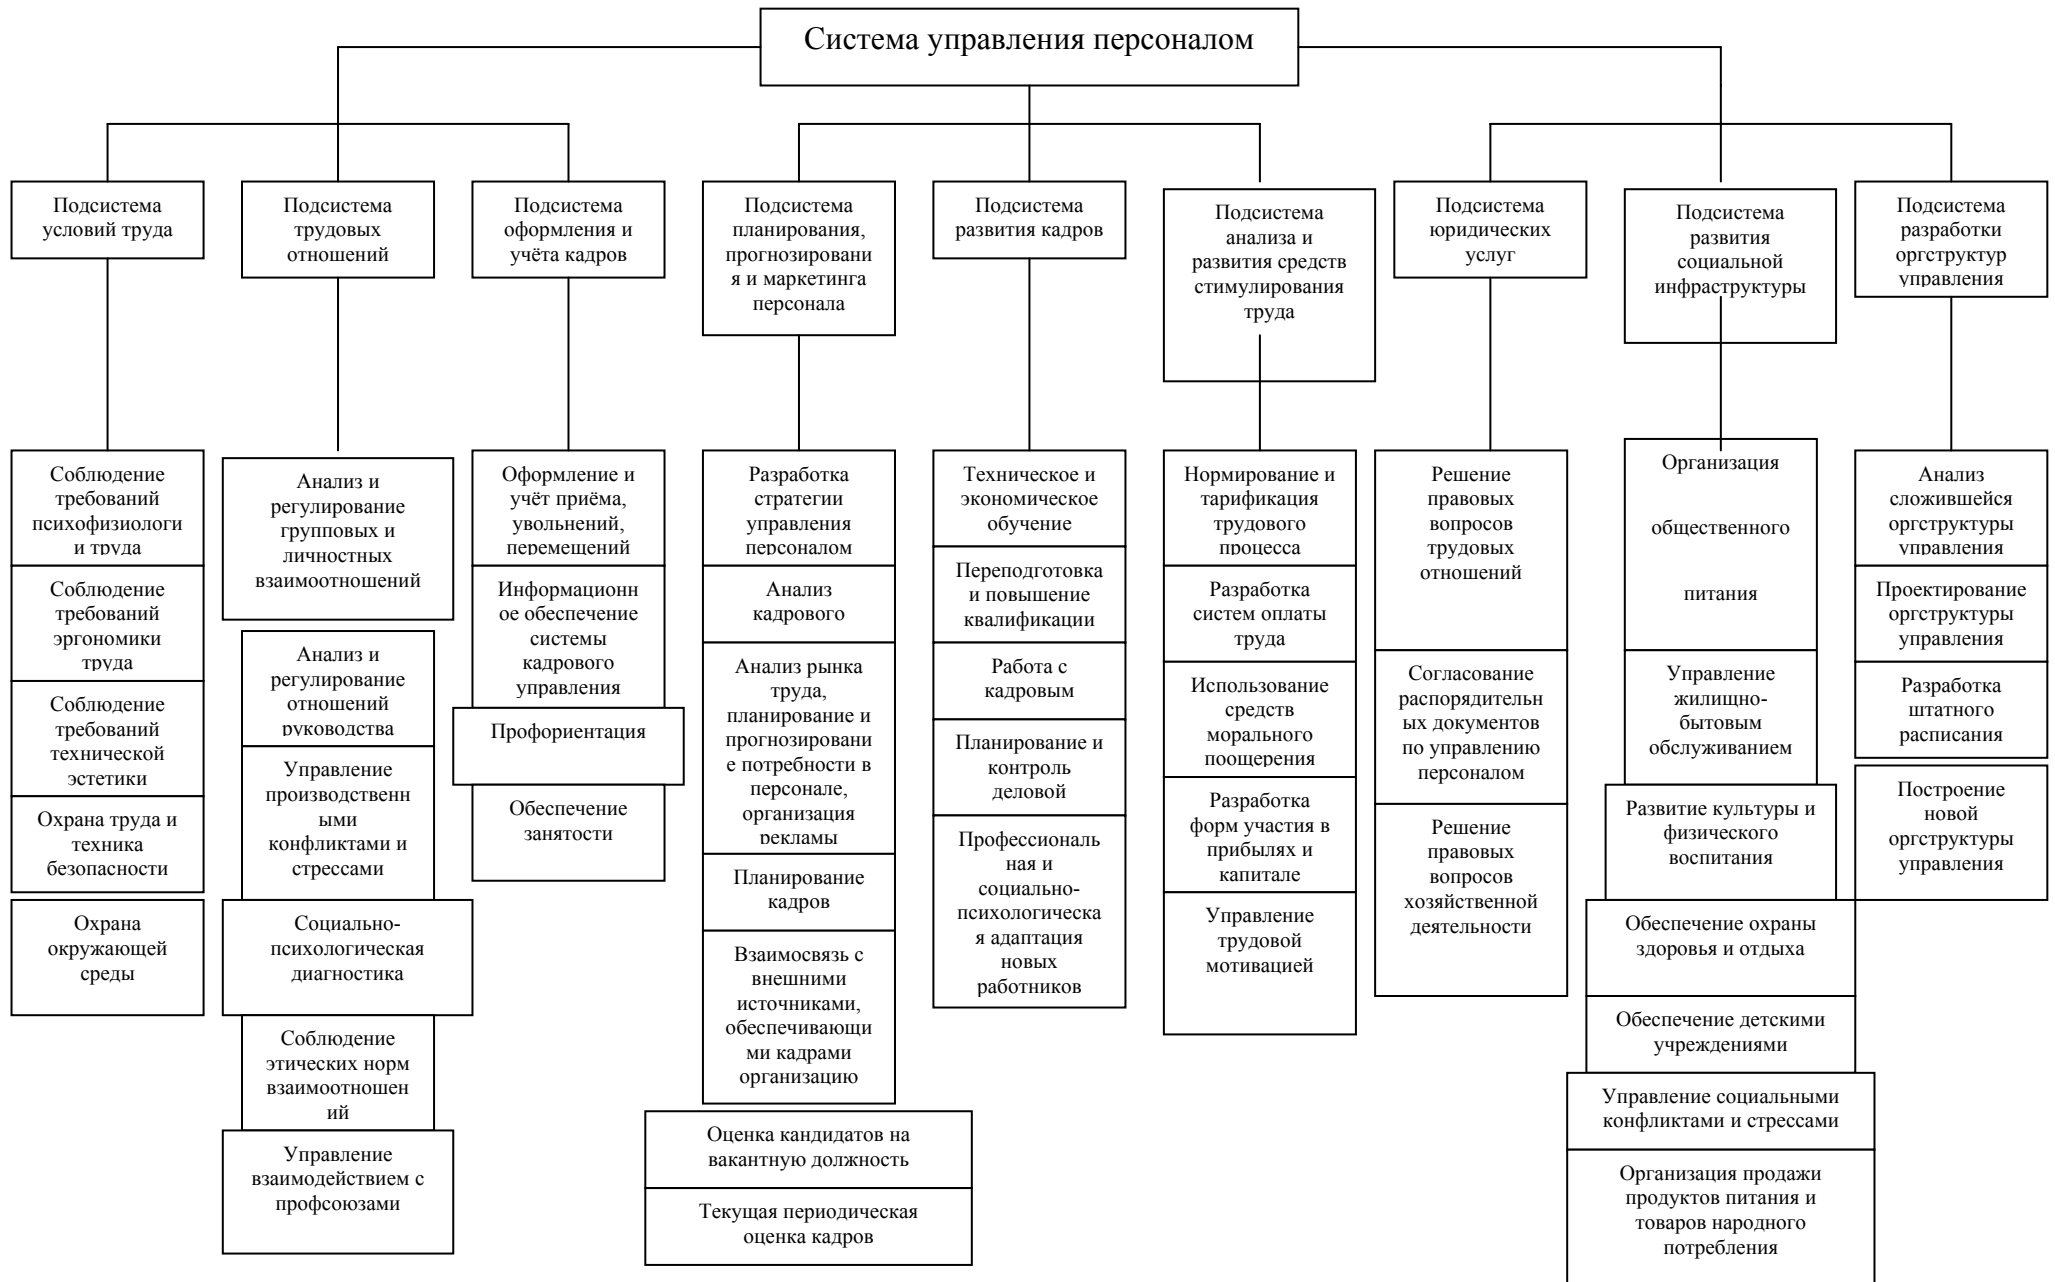 Система управления персоналом
Подсистема
условий труда
Подсистема
трудовых
отношений
Подсистема
оформления и
учёта кадров
Подсистема
планирования,
прогнозировани
я и маркетинга
персонала
Подсистема
развития кадров
Подсистема
анализа и
развития средств
стимулирования
труда
Подсистема
юридических
услуг
Подсистема
развития
социальной
инфраструктуры
Подсистема
разработки
оргструктур
управления
Соблюдение
требований
психофизиологи
и труда
Соблюдение
требований
эргономики
труда
Соблюдение
требований
технической
эстетики
Охрана труда и
техника
безопасности
Охрана
окружающей
среды
Анализ и
регулирование
групповых и
личностных
взаимоотношений
Анализ и
регулирование
отношений
руководства
Управление
производственн
ыми
конфликтами и
стрессами
Социально-
психологическая
диагностика
Соблюдение
этических норм
взаимоотношен
ий
Управление
взаимодействием с
профсоюзами
Оформление и
учёт приёма,
увольнений,
перемещений
Информационн
ое обеспечение
системы
кадрового
управления
Профориентация
Обеспечение
занятости
Разработка
стратегии
управления
персоналом
Анализ
кадрового
Анализ рынка
труда,
планирование и
прогнозировани
е потребности в
персонале,
организация
рекламы
Планирование
кадров
Взаимосвязь с
внешними
источниками,
обеспечивающи
ми кадрами
организацию
Оценка кандидатов на
вакантную должность
Текущая периодическая
оценка кадров
Техническое и
экономическое
обучение
Переподготовка
и повышение
квалификации
Работа с
кадровым
Планирование и
контроль
деловой
Профессиональ
ная и
социально-
психологическа
я адаптация
новых
работников
Нормирование и
тарификация
трудового
процесса
Разработка
систем оплаты
труда
Использование
средств
морального
поощерения
Разработка
форм участия в
прибылях и
капитале
Управление
трудовой
мотивацией
Решение
правовых
вопросов
трудовых
отношений
Согласование
распорядительн
ых документов
по управлению
персоналом
Решение
правовых
вопросов
хозяйственной
деятельности
Организация
общественного
питания
Управление
жилищно-
бытовым
обслуживанием
Развитие культуры и
физического
воспитания
Обеспечение охраны
здоровья и отдыха
Обеспечение детскими
учреждениями
Управление социальными
конфликтами и стрессами
Организация продажи
продуктов питания и
товаров народного
потребления
Анализ
сложившейся
оргструктуры
управления
Проектирование
оргструктуры
управления
Разработка
штатного
расписания
Построение
новой
оргструктуры
управления